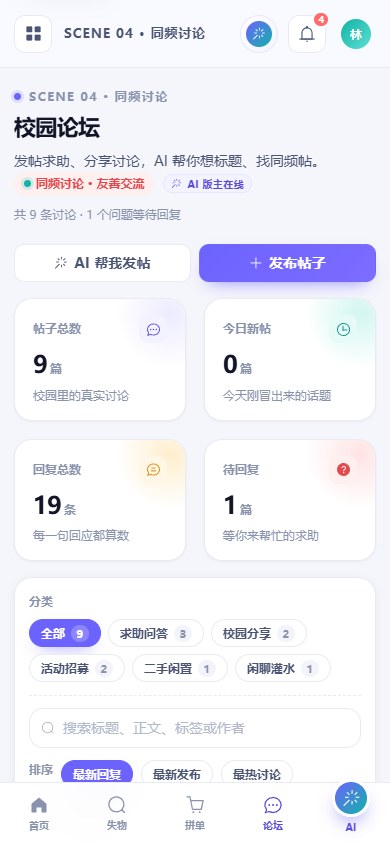 SCENE 04 • 同频讨论
4
林
SCENE 04 • 同频讨论
校园论坛
发帖求助、分享讨论，AI 帮你想标题、找同频帖。
同频讨论 • 友善交流
AI 版主在线
共 9 条讨论 · 1 个问题等待回复
AI 帮我发帖
发布帖子
帖子总数
9 篇
校园里的真实讨论
今日新帖
0 篇
今天刚冒出来的话题
回复总数
19 条
每一句回应都算数
待回复
1 篇
等你来帮忙的求助
分类
全部 9
求助问答 3
校园分享 2
活动招募 2
二手闲置 1
闲聊灌水 1
搜索标题、正文、标签或作者
排序
最新回复
最新发布
最热讨论
首页
失物
拼单
论坛
AI